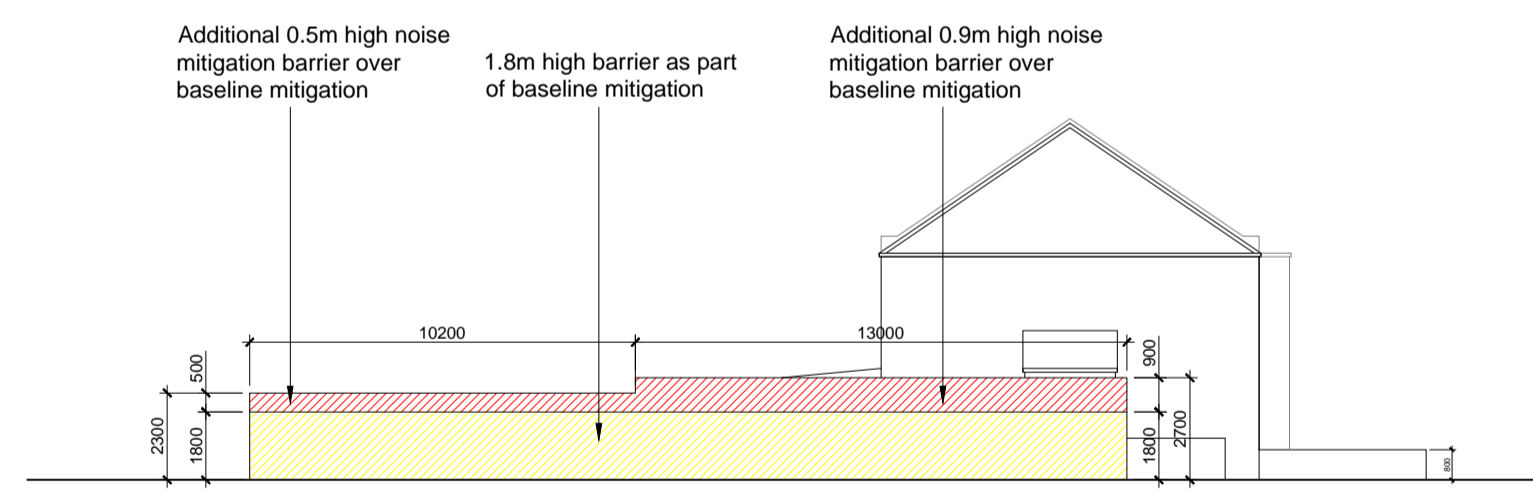 Additional 0.5m high noise
mitigation barrier over
baseline mitigation
1.8m high barrier as part
of baseline mitigation
Additional 0.9m high noise
mitigation barrier over
baseline mitigation
10200
13000
500
2300
1800
900
1800
2700
800